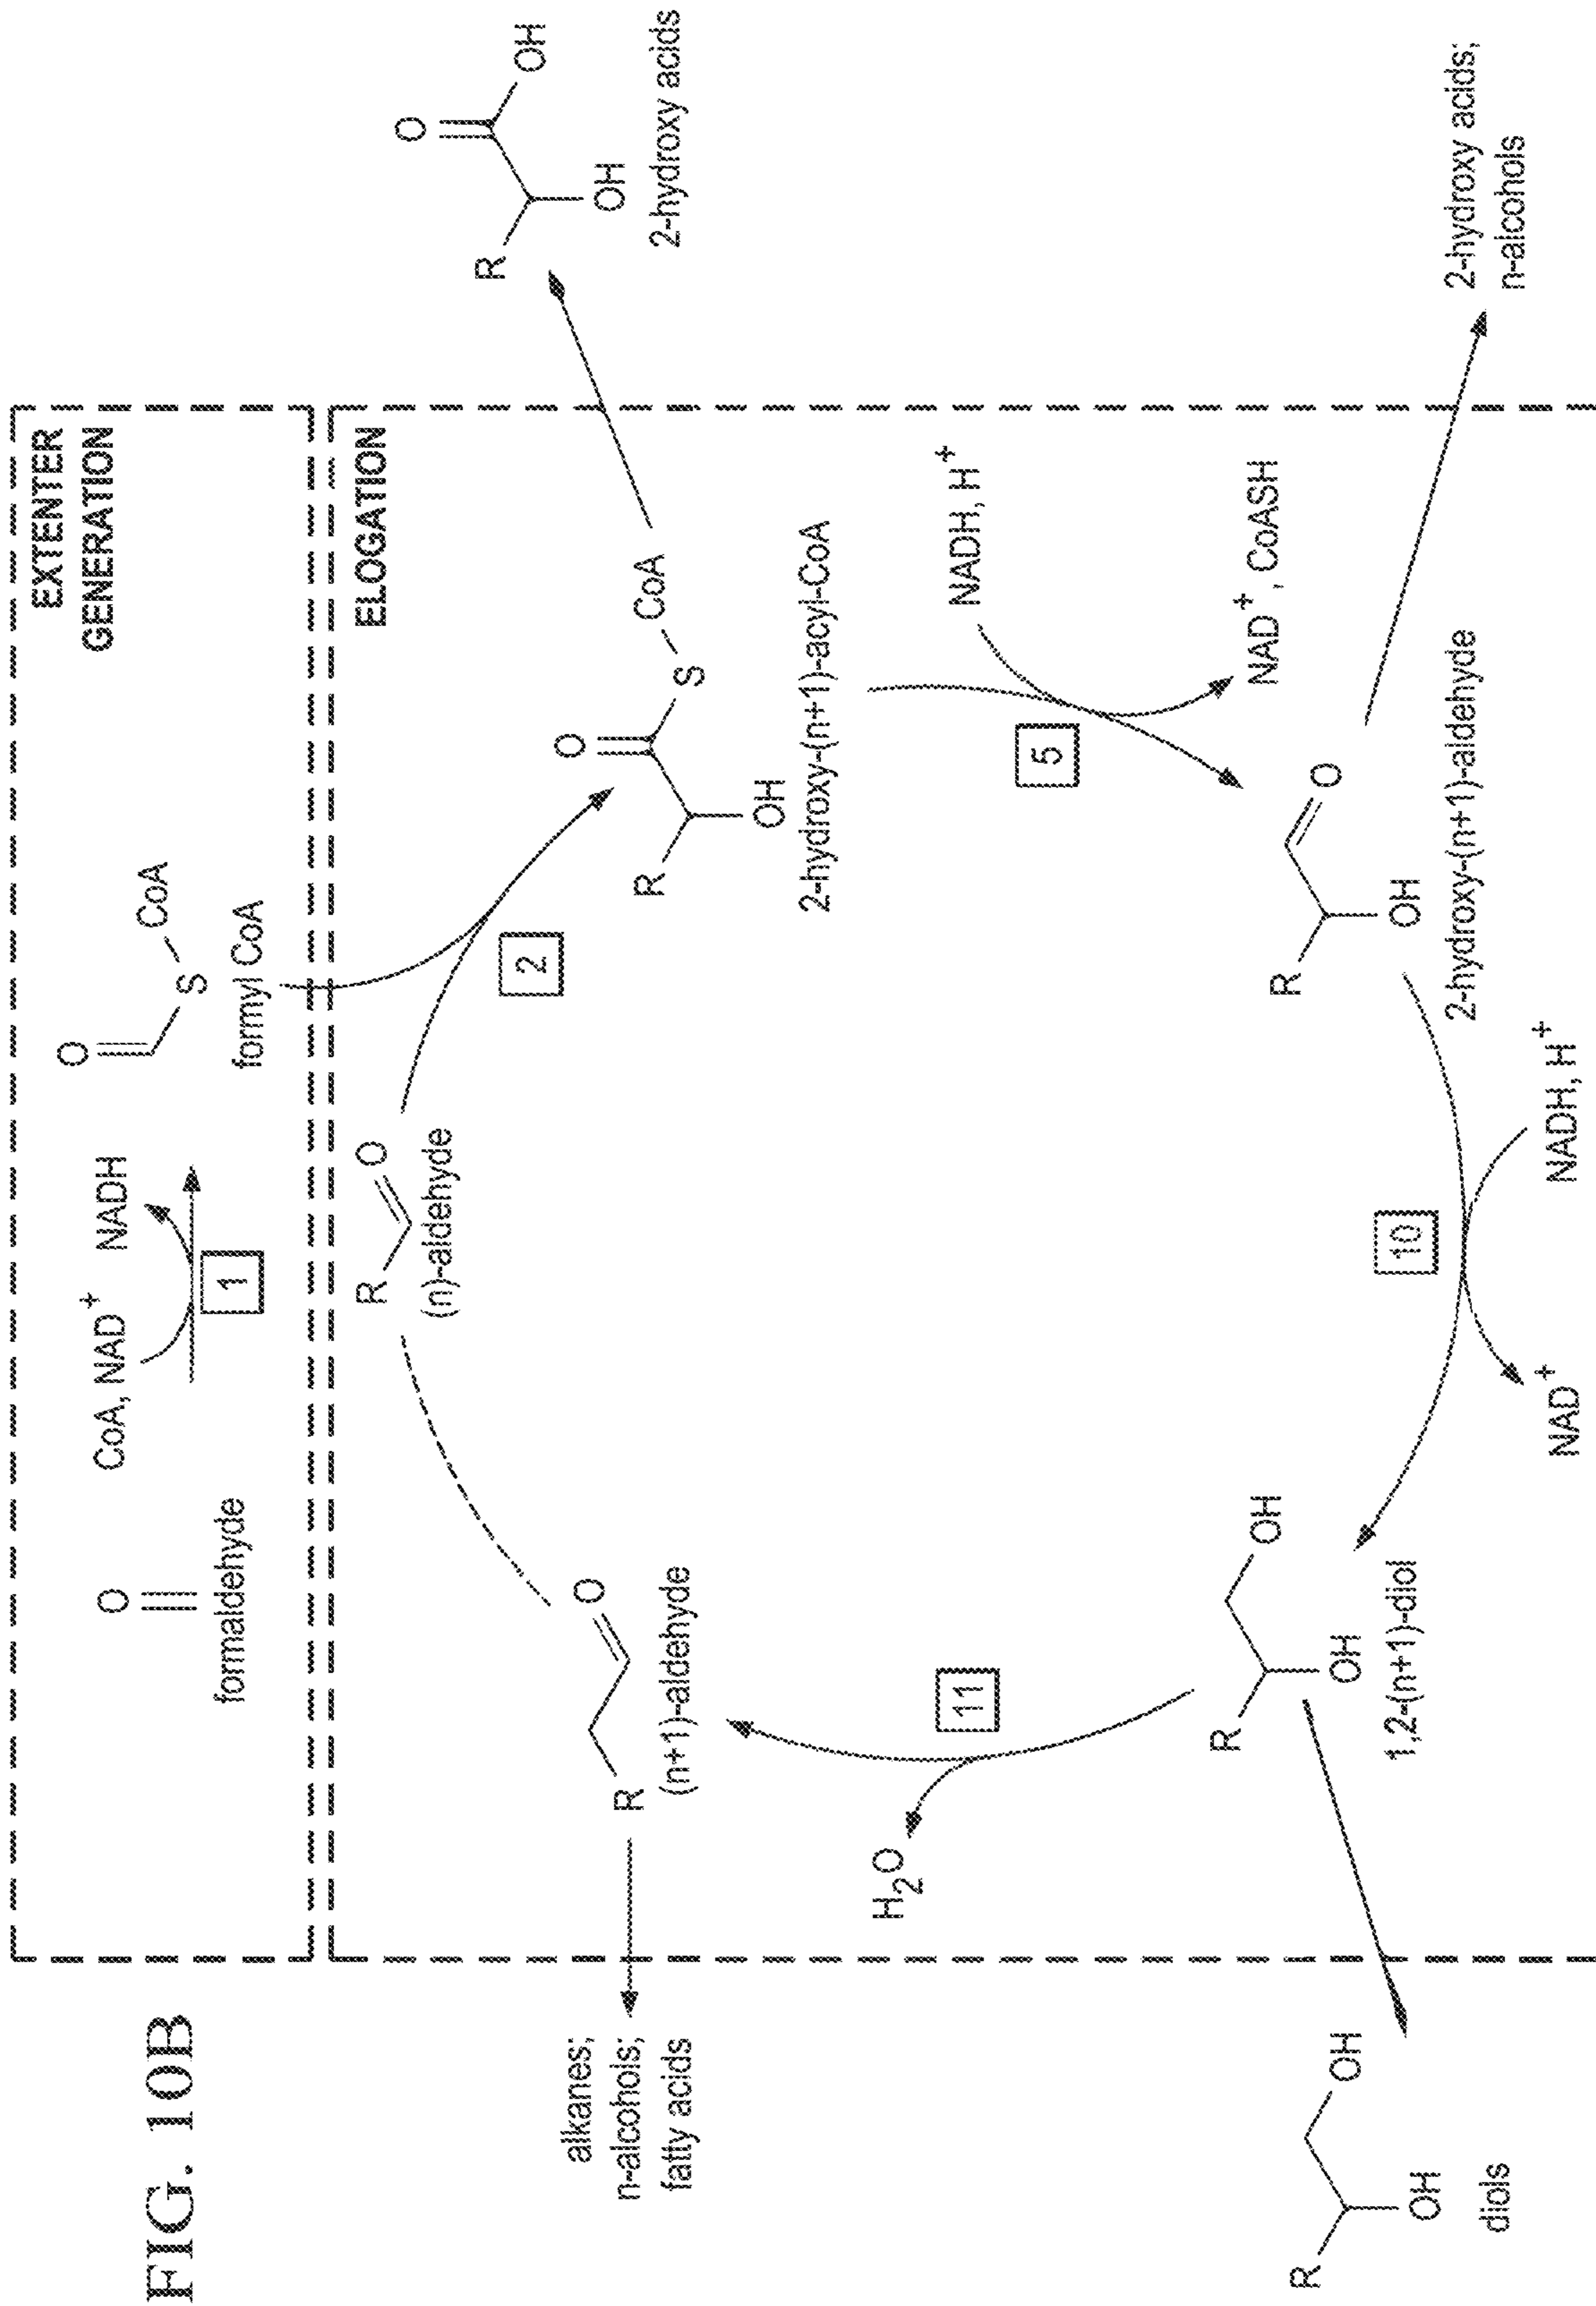 FIG. 10B
EXTENTER
GENERATION
O
formaldehyde
CoA, NAD+
NADH
1
O
S
CoA
formyl CoA
ELOGATION
R
O
(n)-aldehyde
2
O
R
OH
S
CoA
2-hydroxy-(n+1)-acyl-CoA
O
R
OH
OH
2-hydroxy acids
5
NADH, H+
NAD+, CoASH
R
O
OH
2-hydroxy-(n+1)-aldehyde
2-hydroxy acids;
n-alcohols
10
NADH, H+
NAD+
R
OH
OH
1,2-(n+1)-diol
R
OH
OH
diols
11
H2O
R
O
(n+1)-aldehyde
alkanes;
n-alcohols;
fatty acids